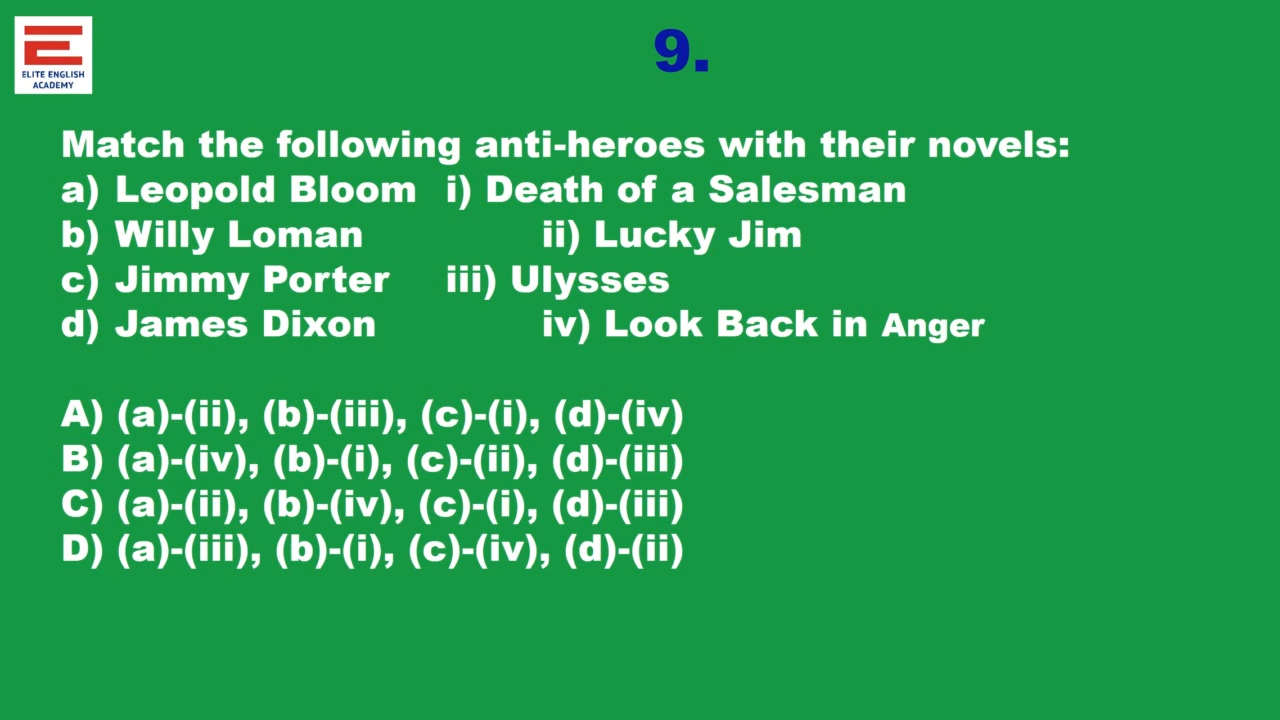 ELITE ENGLISH
ACADEMY
9.
Match the following anti-heroes with their novels:
a) Leopold Bloom i) Death of a Salesman
b) Willy Loman ii) Lucky Jim
c) Jimmy Porter iii) Ulysses
d) James Dixon iv) Look Back in Anger
A) (a)-(ii), (b)-(iii), (c)-(i), (d)-(iv)
B) (a)-(iv), (b)-(i), (c)-(ii), (d)-(iii)
C) (a)-(ii), (b)-(iv), (c)-(i), (d)-(iii)
D) (a)-(iii), (b)-(i), (c)-(iv), (d)-(ii)